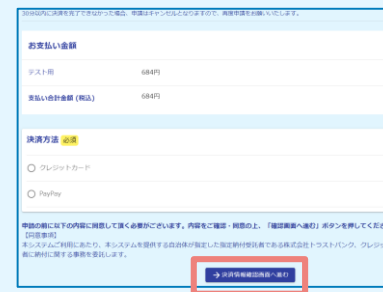 30分以内に決済を完了できなかった場合、申請はキャンセルとなりますので、再度申請をお願いいたします。
お支払い金額
テスト用 684円
支払い合計金額 (税込) 684円
決済方法 必須
クレジットカード
PayPay
申請の前に以下の内容に同意して頂く必要がございます。内容をご確認・同意の上、「確認画面へ進む」ボタンを押してくださ
【同意事項】
本システムご利用にあたり、本システムを提供する自治体が指定した指定納付受託者である株式会社トラストバンク、クレジッ
者に納付に関する事務を委託します。
→ 決済情報確認画面へ進む